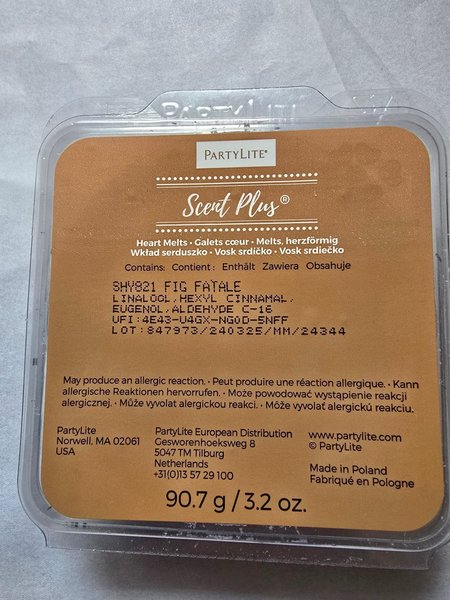 PARTYLITE
PARTYLITE®
Scent Plus®
Heart Melts • Galets cœur • Melts, herzförmig
Wkład serduszko • Vosk srdíčko • Vosk srdiečko
Contains: Contient: Enthält Zawiera Obsahuje
SHY821 FIG FATALE
LINALOOL,HEXYL CINNAMAL,
EUGENOL,ALDEHYDE C-16
UFI:4E43-U4GX-NG0D-5NFF
LOT:847973/240325/MM/24344
May produce an allergic reaction. • Peut produire une réaction allergique. • Kann
allergische Reaktionen hervorrufen. • Może powodować wystąpienie reakcji
alergicznej. • Může vyvolat alergickou reakci. • Môže vyvolať alergickú reakciu.
PartyLite
Norwell, MA 02061
USA
PartyLite European Distribution
Gesworenhoeksweg 8
5047 TM Tilburg
Netherlands
+31(0)13 57 29 100
www.partylite.com
© PartyLite
Made in Poland
Fabriqué en Pologne
90.7 g / 3.2 oz.